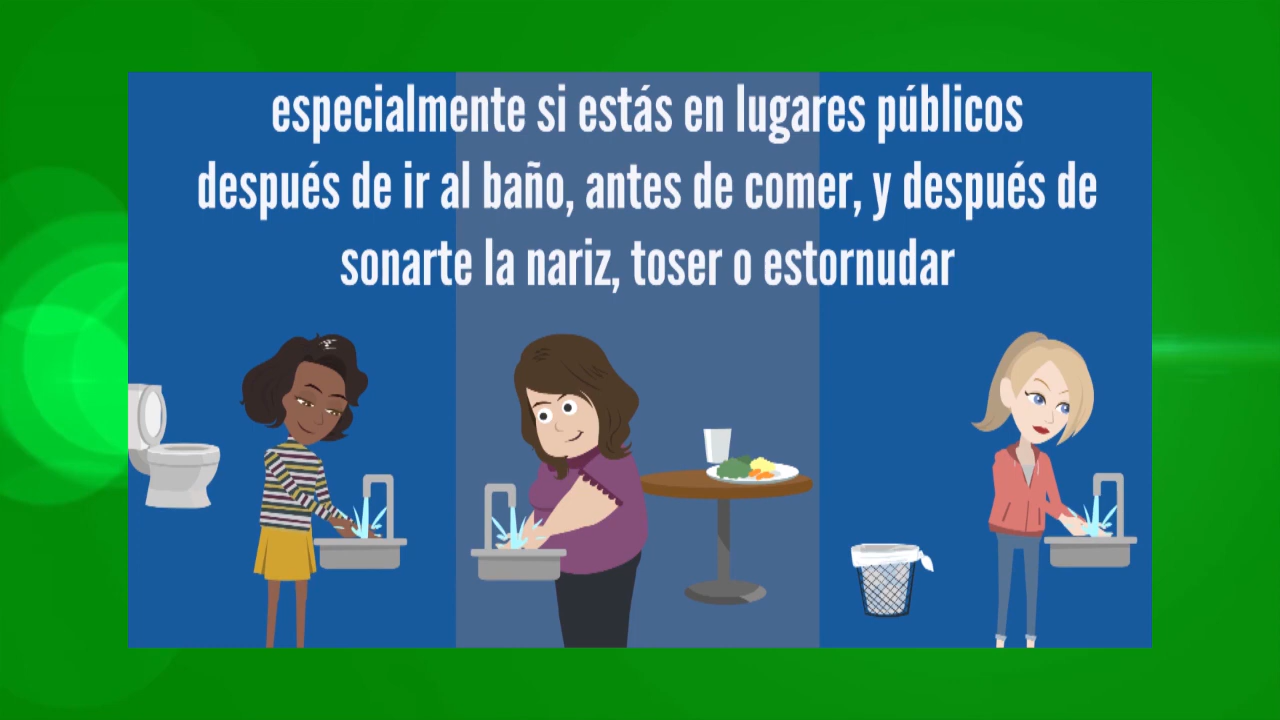 especialmente si estás en lugares públicos
después de ir al baño, antes de comer, y después de
sonarte la nariz, toser o estornudar